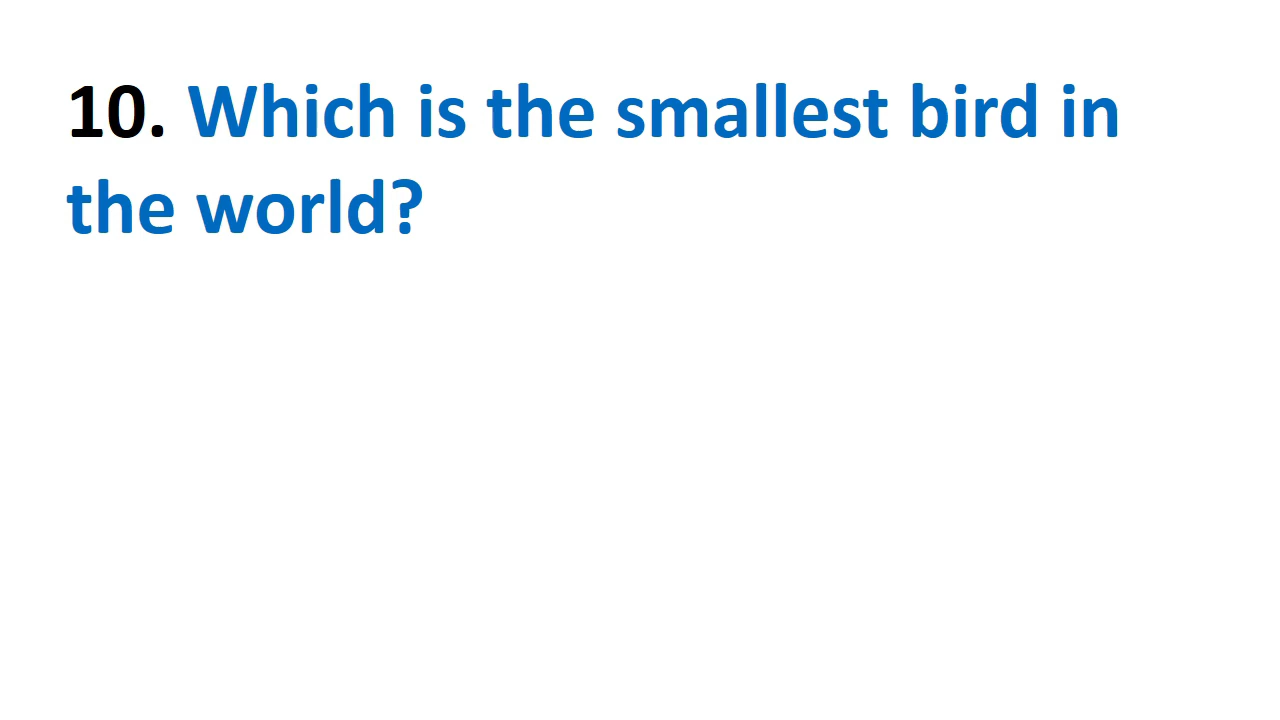 10. Which is the smallest bird in
the world?